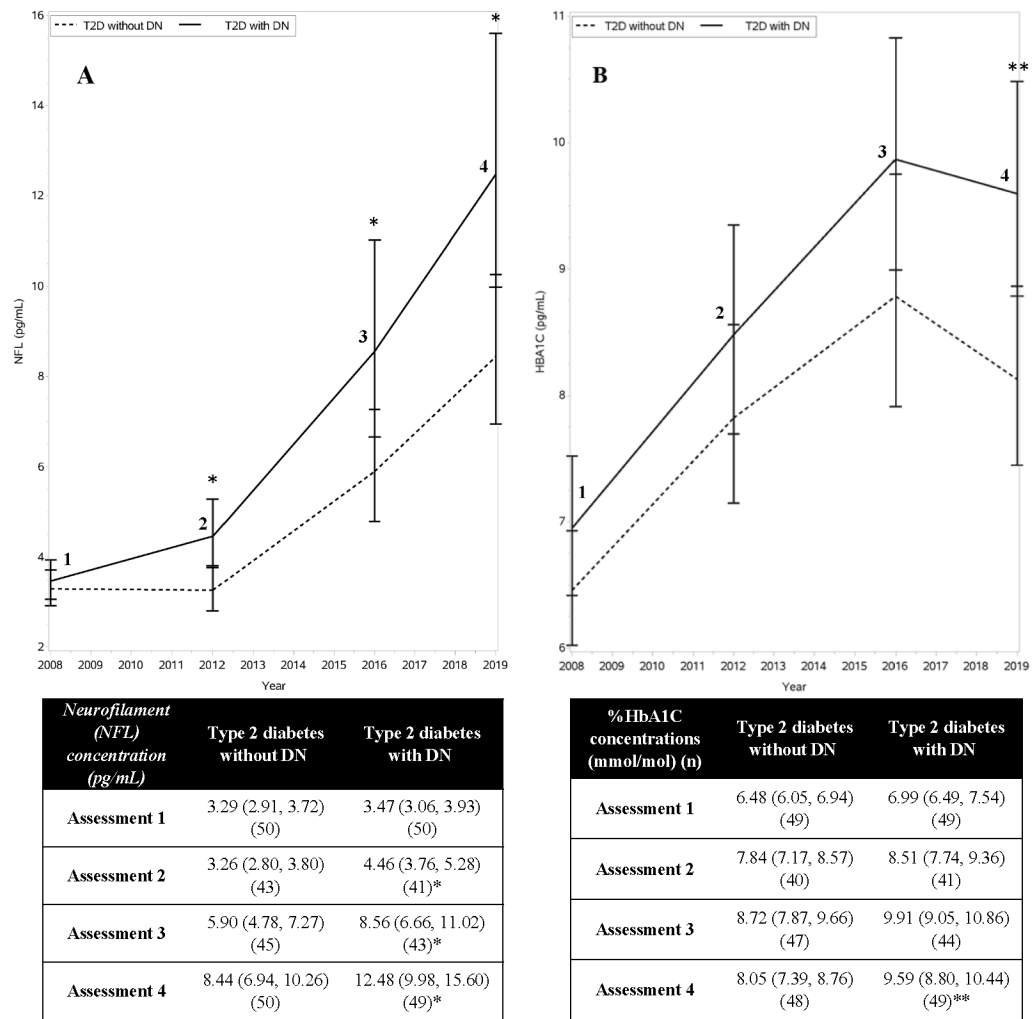 T2D without DN T2D with DN
A
NFL (pg/mL)
16
14
12
10
8
6
4
2
1
2
3
4
*
*
*
2008 2009 2010 2011 2012 2013 2014 2015 2016 2017 2018 2019
Year
T2D without DN T2D with DN
B
HBA1C (pg/mL)
11
10
9
8
7
6
1
2
3
4
**
2008 2009 2010 2011 2012 2013 2014 2015 2016 2017 2018 2019
Year
Neurofilament
(NFL)
concentration
(pg/mL)
Type 2 diabetes
without DN
Type 2 diabetes
with DN
Assessment 1
3.29 (2.91, 3.72)
(50)
3.47 (3.06, 3.93)
(50)
Assessment 2
3.26 (2.80, 3.80)
(43)
4.46 (3.76, 5.28)
(41)*
Assessment 3
5.90 (4.78, 7.27)
(45)
8.56 (6.66, 11.02)
(43)*
Assessment 4
8.44 (6.94, 10.26)
(50)
12.48 (9.98, 15.60)
(49)*
%HbA1C
concentrations
(mmol/mol) (n)
Type 2 diabetes
without DN
Type 2 diabetes
with DN
Assessment 1
6.48 (6.05, 6.94)
(49)
6.99 (6.49, 7.54)
(49)
Assessment 2
7.84 (7.17, 8.57)
(40)
8.51 (7.74, 9.36)
(41)
Assessment 3
8.72 (7.87, 9.66)
(47)
9.91 (9.05, 10.86)
(44)
Assessment 4
8.05 (7.39, 8.76)
(48)
9.59 (8.80, 10.44)
(49)**